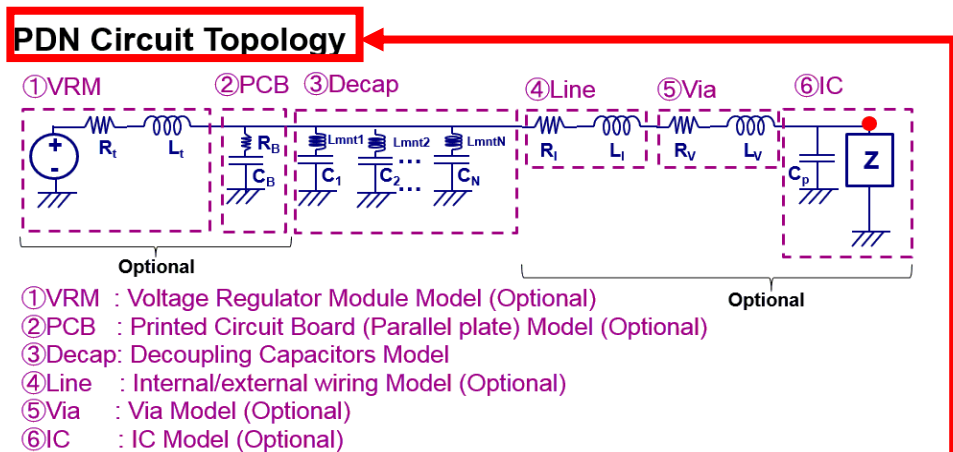 PDN Circuit Topology
①VRM ②PCB ③Decap ④Line ⑤Via ⑥IC
+ - Rt Lt RB CB Lmnt1 C1 Lmnt2 C2 ... ... LmntN CN Rl Ll RV LV Cp Z
Optional
Optional
①VRM : Voltage Regulator Module Model (Optional)
②PCB : Printed Circuit Board (Parallel plate) Model (Optional)
③Decap: Decoupling Capacitors Model
④Line : Internal/external wiring Model (Optional)
⑤Via : Via Model (Optional)
⑥IC : IC Model (Optional)